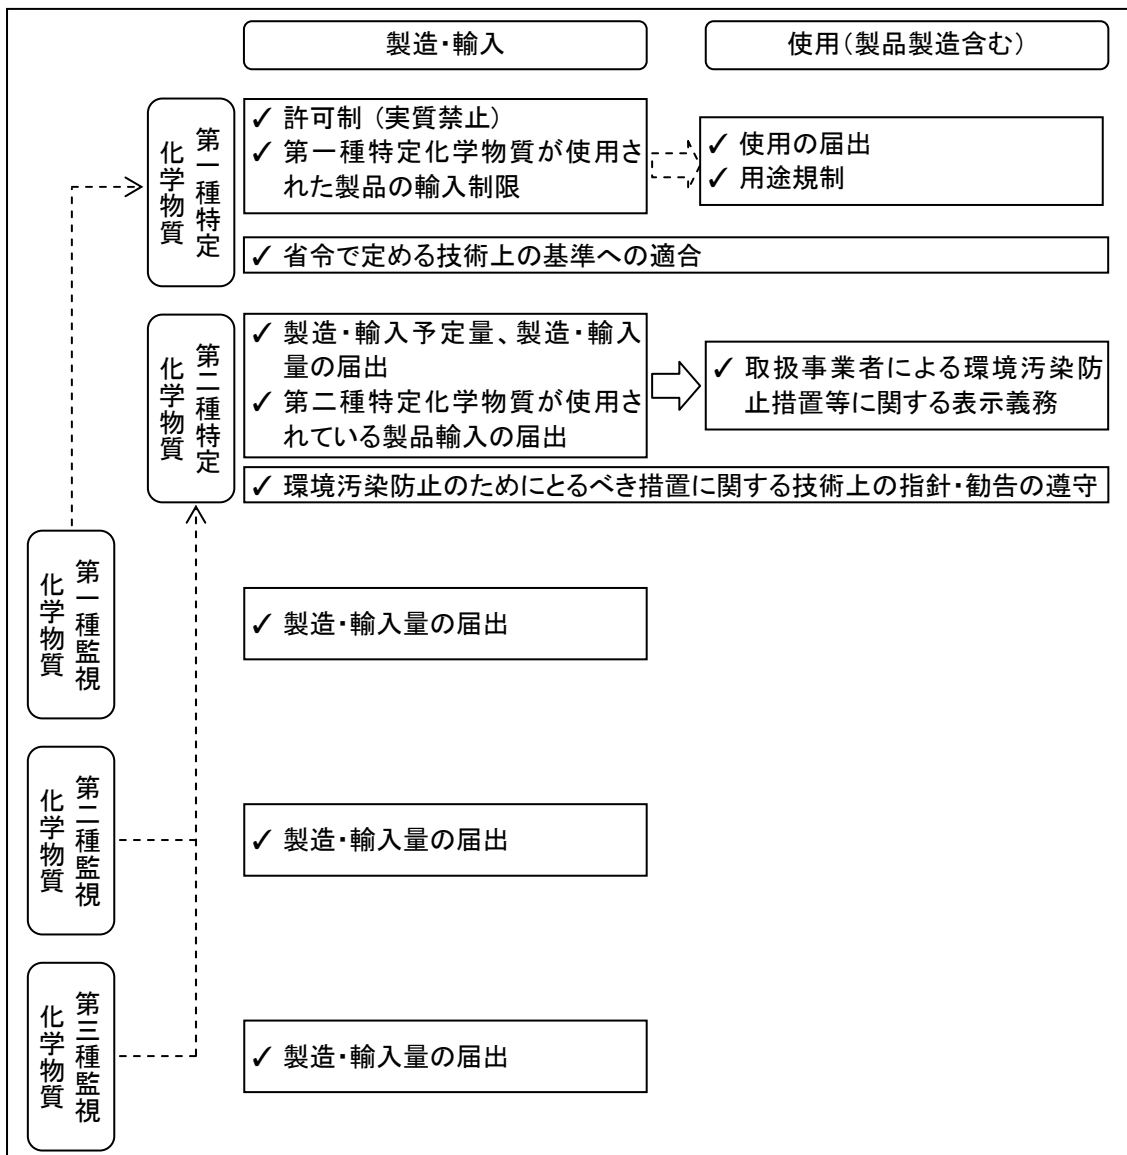 製造・輸入
使用（製品製造含む）
第一種特定
化学物質
✓ 許可制（実質禁止）
✓ 第一種特定化学物質が使用さ
れた製品の輸入制限
✓ 使用の届出
✓ 用途規制
✓ 省令で定める技術上の基準への適合
第二種特定
化学物質
✓ 製造・輸入予定量、製造・輸入
量の届出
✓ 第二種特定化学物質が使用さ
れている製品輸入の届出
✓ 取扱事業者による環境汚染防
止措置等に関する表示義務
✓ 環境汚染防止のためにとるべき措置に関する技術上の指針・勧告の遵守
第一種監視
化学物質
✓ 製造・輸入量の届出
第二種監視
化学物質
✓ 製造・輸入量の届出
第三種監視
化学物質
✓ 製造・輸入量の届出